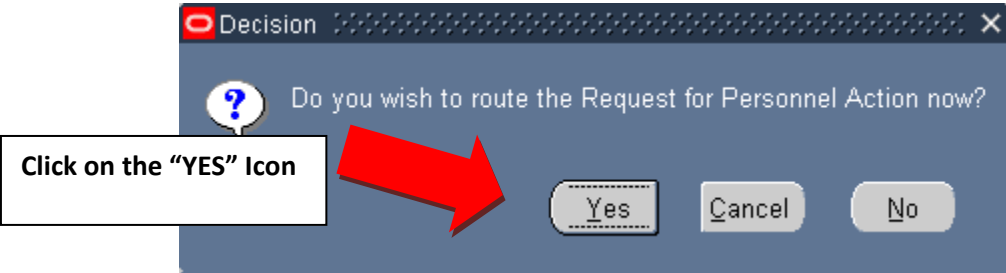 Decision
Do you wish to route the Request for Personnel Action now?
Click on the “YES” Icon
Yes Cancel No